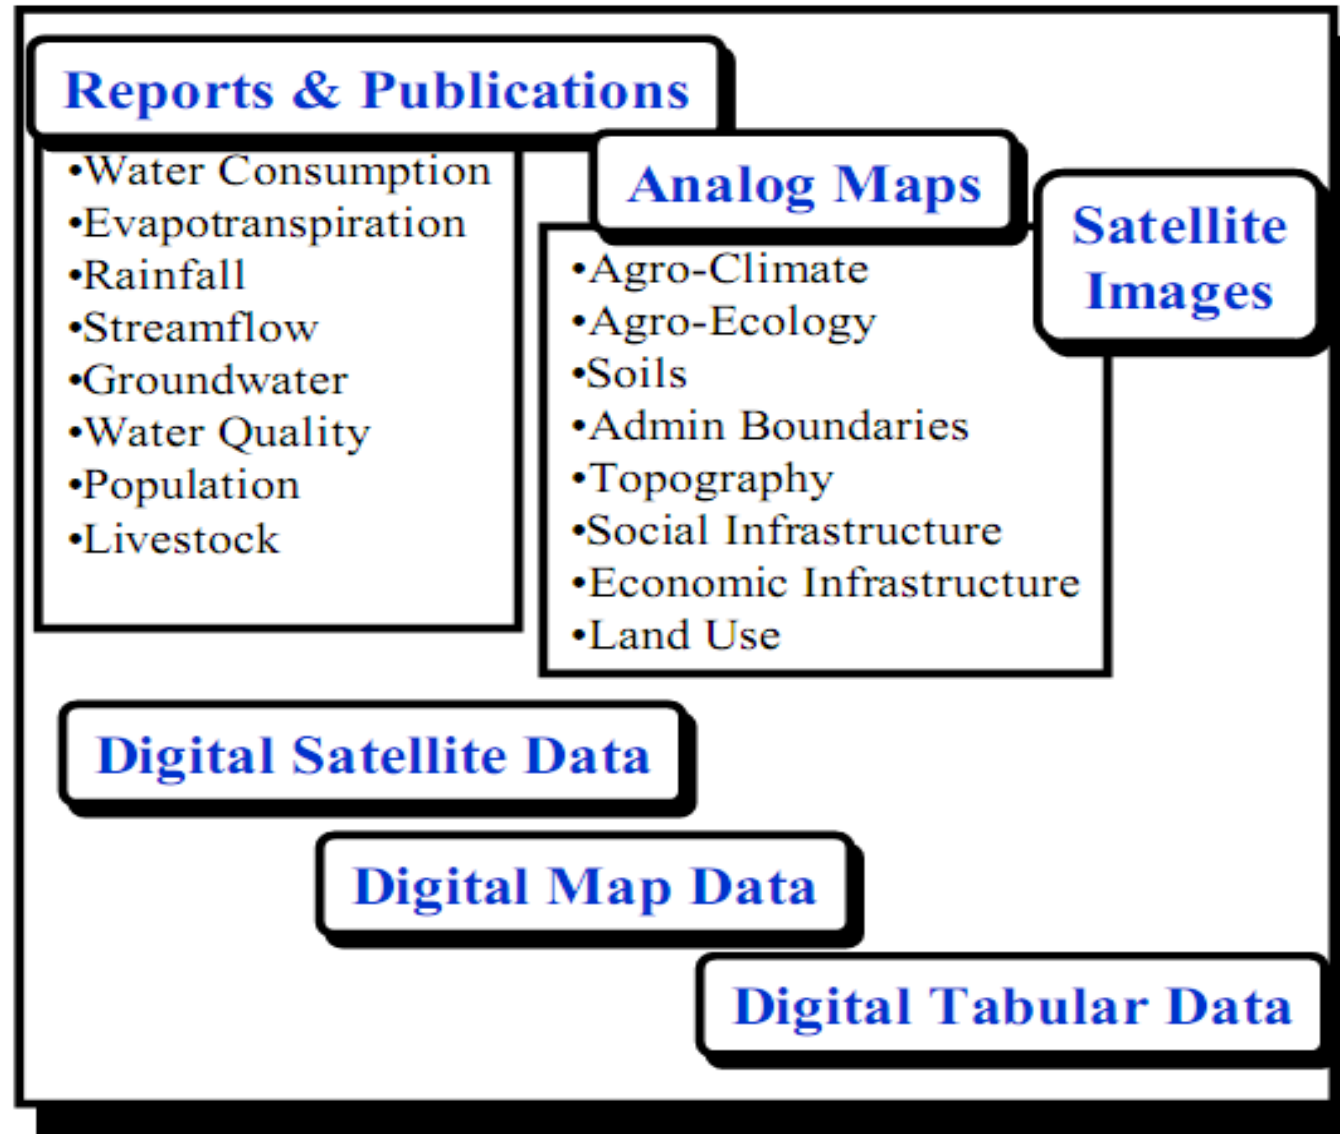 Reports & Publications
•Water Consumption
•Evapotranspiration
•Rainfall
•Streamflow
•Groundwater
•Water Quality
•Population
•Livestock
Analog Maps
•Agro-Climate
•Agro-Ecology
•Soils
•Admin Boundaries
•Topography
•Social Infrastructure
•Economic Infrastructure
•Land Use
Satellite
Images
Digital Satellite Data
Digital Map Data
Digital Tabular Data